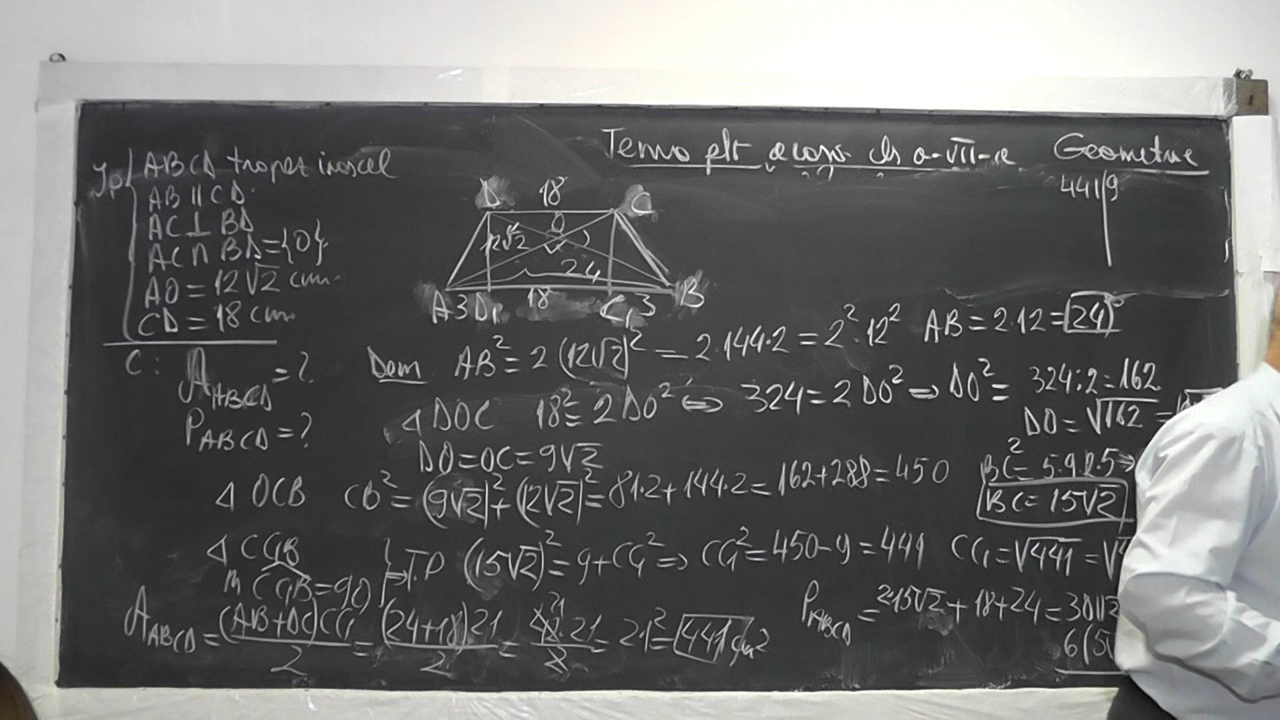 Geometrie
441|9
Ip ABCD trapez isoscel
AB || CD
AC ⊥ BD
AC ∩ BD = {O}
AO = 12√2 cm
CD = 18 cm
C: A_ABCD = ?
P_ABCD = ?
D 18 C
O
12√2
24
A 3 D₁ 18 C₁ 3 B
Dem AB² = 2(12√2)² = 2·144·2 = 2²·12² AB = 2·12 = 24
Δ DOC 18² = 2DO² ⇔ 324 = 2DO² ⇒ DO² = 324:2 = 162
DO = √162 =
DO = OC = 9√2
Δ OCB CB² = (9√2)² + (12√2)² = 81·2 + 144·2 = 162 + 288 = 450
BC² = 5·9·2·5 ⇒
BC = 15√2
Δ CC₁B
m CC₁B = 90 } ⇒ T.P (15√2)² = 9 + CC₁² ⇒ CC₁² = 450 - 9 = 441 CC₁ = √441 =
A_ABCD = (AB + DC)CC₁ / 2 = (24 + 18)21 / 2 = 42·21 / 2 = 21² = 441 cm²
P_ABCD = 2·15√2 + 18 + 24 = 30√2
6(5